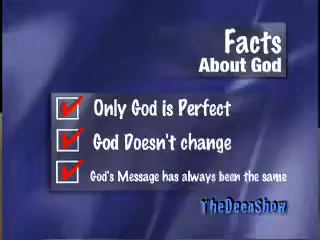 Facts
About God
Only God is Perfect
God Doesn't change
God's Message has always been the same
TheDeenShow